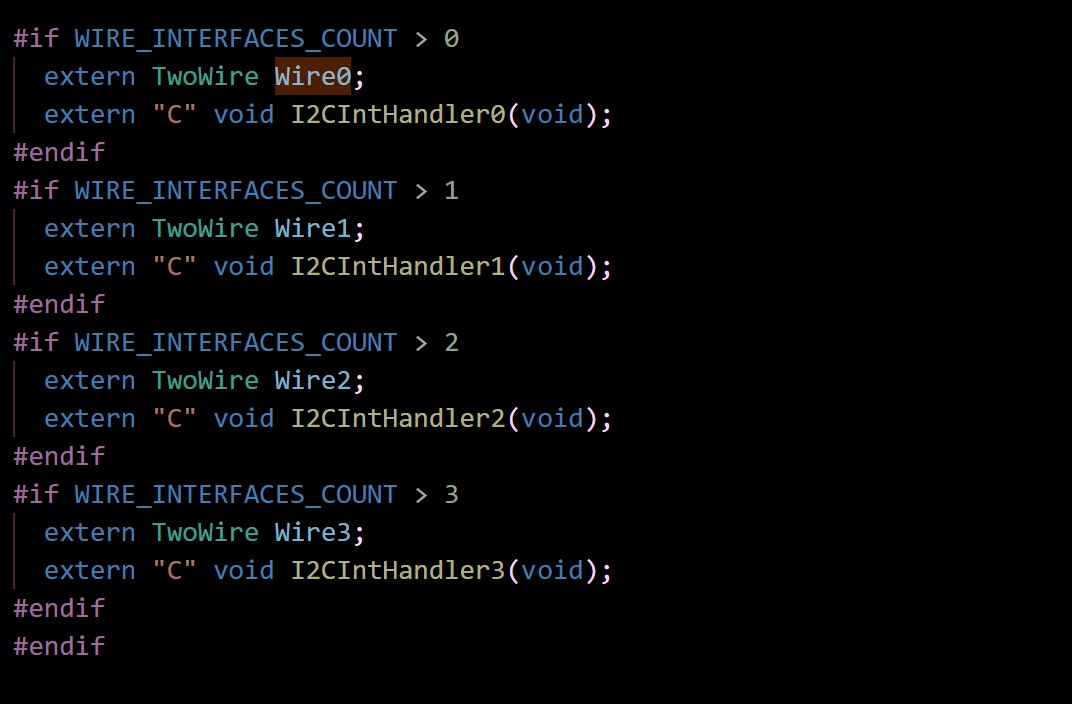 #if WIRE_INTERFACES_COUNT > 0
  extern TwoWire Wire0;
  extern "C" void I2CIntHandler0(void);
#endif
#if WIRE_INTERFACES_COUNT > 1
  extern TwoWire Wire1;
  extern "C" void I2CIntHandler1(void);
#endif
#if WIRE_INTERFACES_COUNT > 2
  extern TwoWire Wire2;
  extern "C" void I2CIntHandler2(void);
#endif
#if WIRE_INTERFACES_COUNT > 3
  extern TwoWire Wire3;
  extern "C" void I2CIntHandler3(void);
#endif
#endif